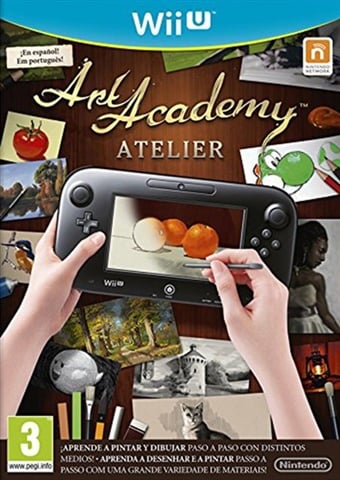 Wii U
¡En español!
Em português!
n
NINTENDO
NETWORK
Art Academy™
ATELIER
Wii U
3
www.pegi.info
¡APRENDE A PINTAR Y DIBUJAR PASO A PASO CON DISTINTOS
MEDIOS! • APRENDA A DESENHAR E A PINTAR PASSO A
PASSO COM UMA GRANDE VARIEDADE DE MATERIAIS!
Nintendo